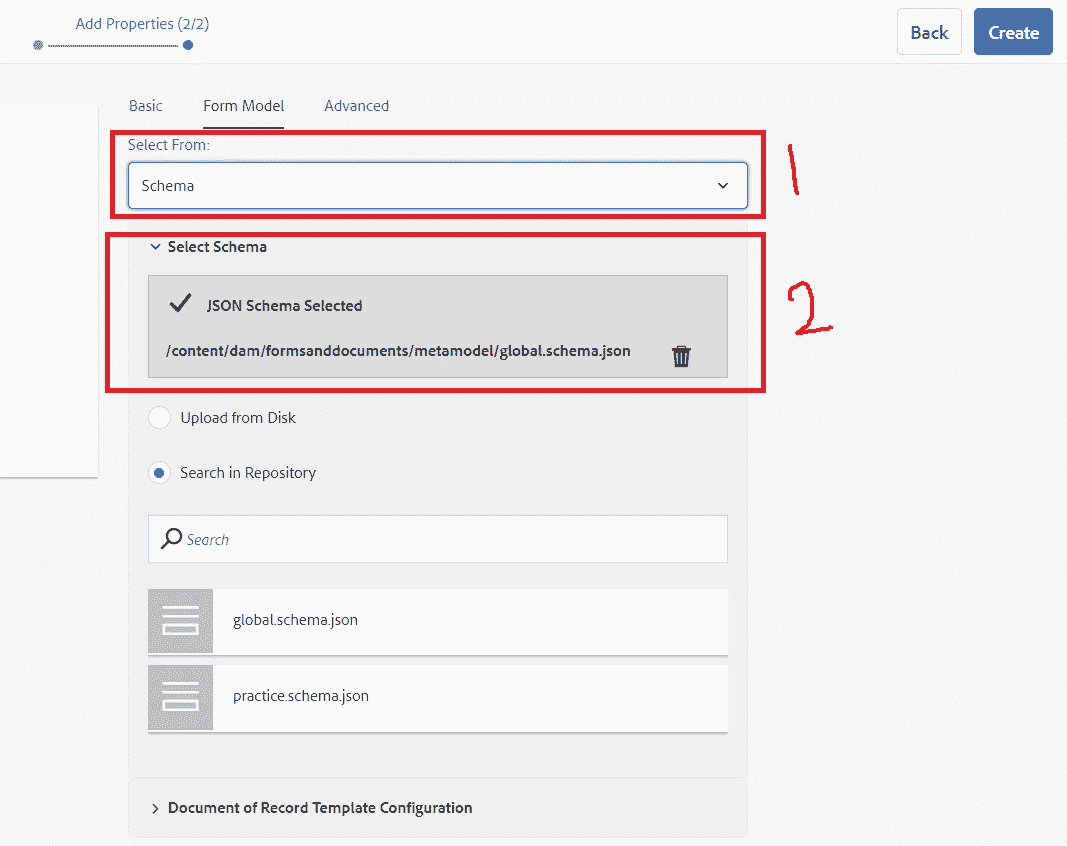 Add Properties (2/2)
Back
Create
Basic
Form Model
Advanced
Select From:
Schema
1
Select Schema
JSON Schema Selected
/content/dam/formsanddocuments/metamodel/global.schema.json
2
Upload from Disk
Search in Repository
Search
global.schema.json
practice.schema.json
Document of Record Template Configuration